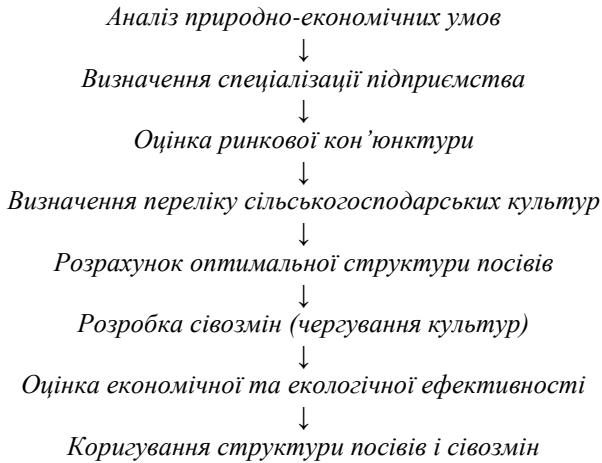 Аналіз природно-економічних умов
↓
Визначення спеціалізації підприємства
↓
Оцінка ринкової кон’юнктури
↓
Визначення переліку сільськогосподарських культур
↓
Розрахунок оптимальної структури посівів
↓
Розробка сівозмін (чергування культур)
↓
Оцінка економічної та екологічної ефективності
↓
Коригування структури посівів і сівозмін